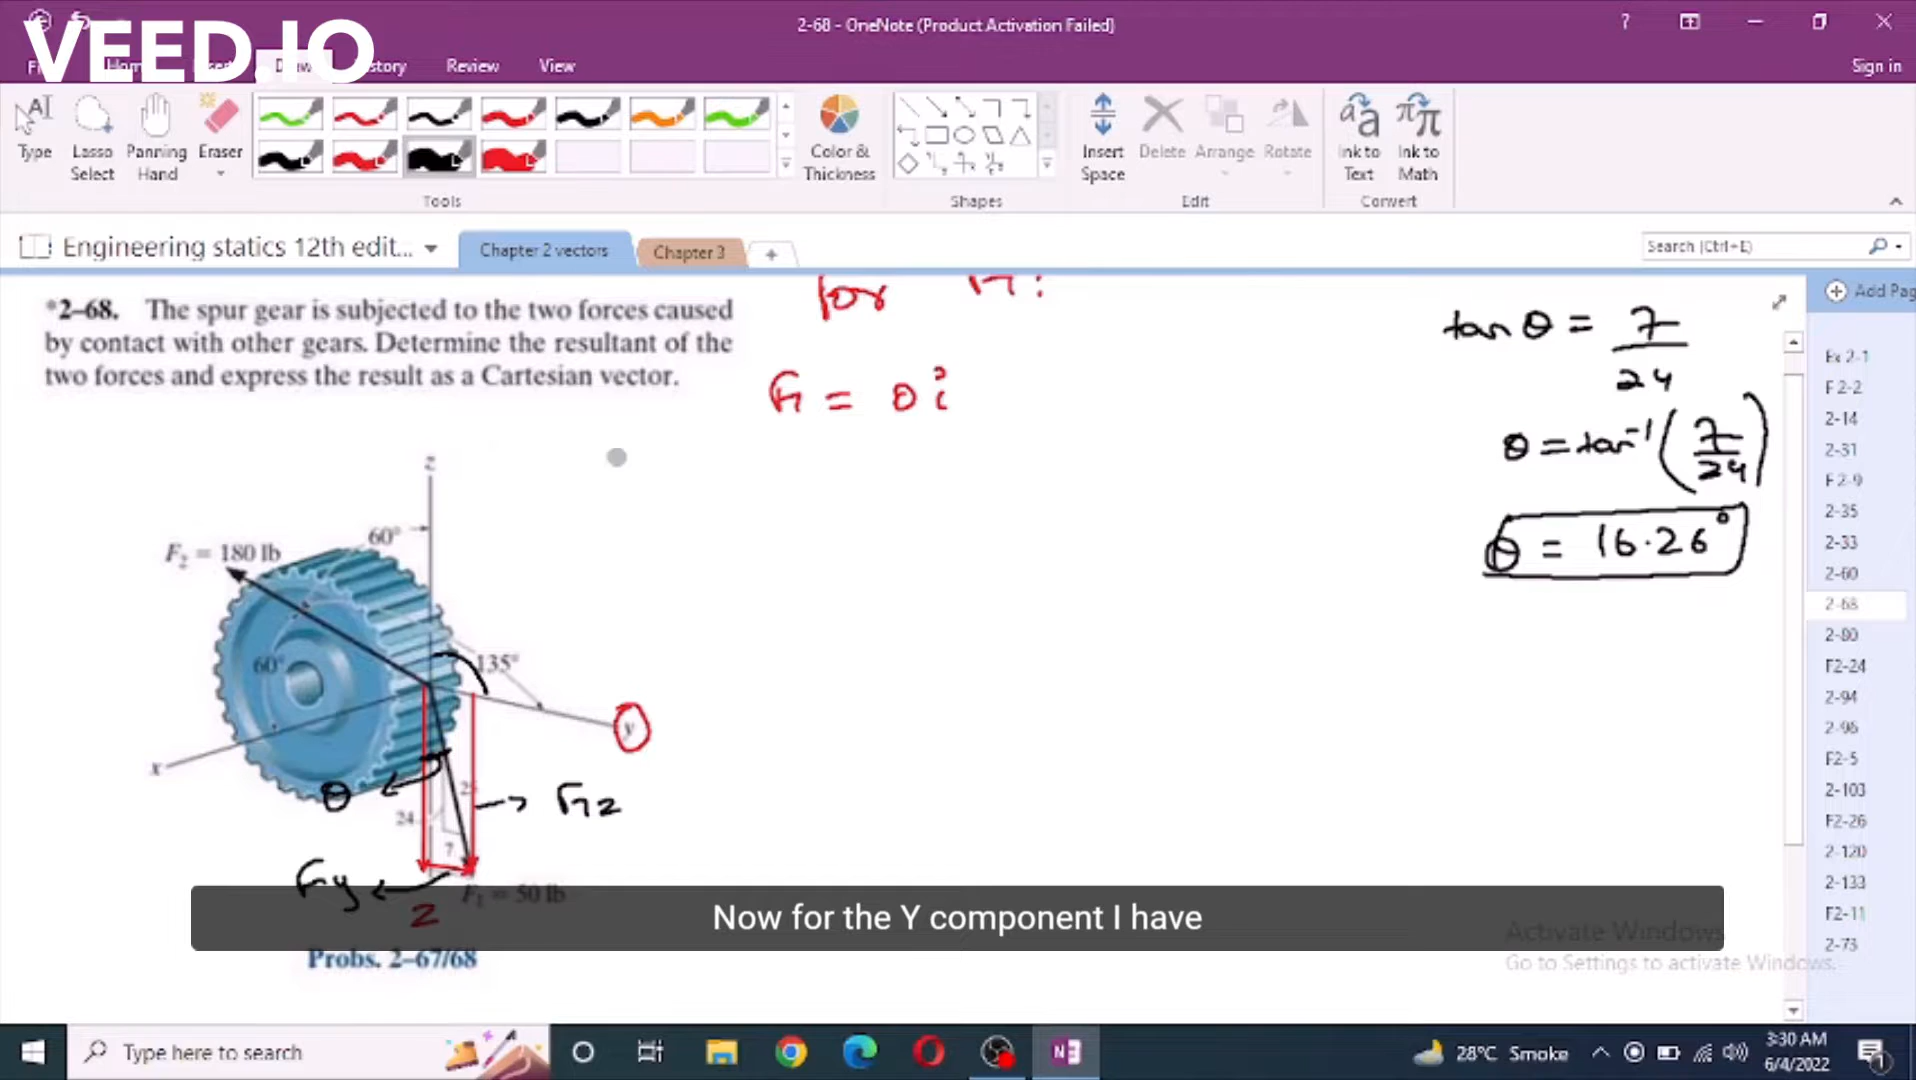 VEED.IO
2-68 - OneNote (Product Activation Failed)
?
Review
View
Sign in
Type
Lasso Select
Panning Hand
Eraser
Color & Thickness
Insert Space
Delete
Arrange
Rotate
Ink to Text
Ink to Math
Tools
Shapes
Edit
Convert
Engineering statics 12th edit...
Chapter 2 vectors
Chapter 3
Search (Ctrl+E)
Add Pag
*2–68. The spur gear is subjected to the two forces caused
by contact with other gears. Determine the resultant of the
two forces and express the result as a Cartesian vector.
for F1:
F1 = 0 i
tan θ = 7/24
θ = tan⁻¹ (7/24)
θ = 16.26°
z
60°
F₂ = 180 lb
135°
60°
y
x
θ
25
24
7
F1z
F1y
F₁ = 50 lb
z
Now for the Y component I have
Probs. 2–67/68
Activate Windows
Go to Settings to activate Windows.
Ex 2-1
F 2-2
2-14
2-31
F 2-9
2-35
2-33
2-60
2-68
2-80
F2-24
2-94
2-96
F2-5
2-103
F2-26
2-120
2-133
F2-11
2-73
Type here to search
28°C Smoke
3:30 AM
6/4/2022
1